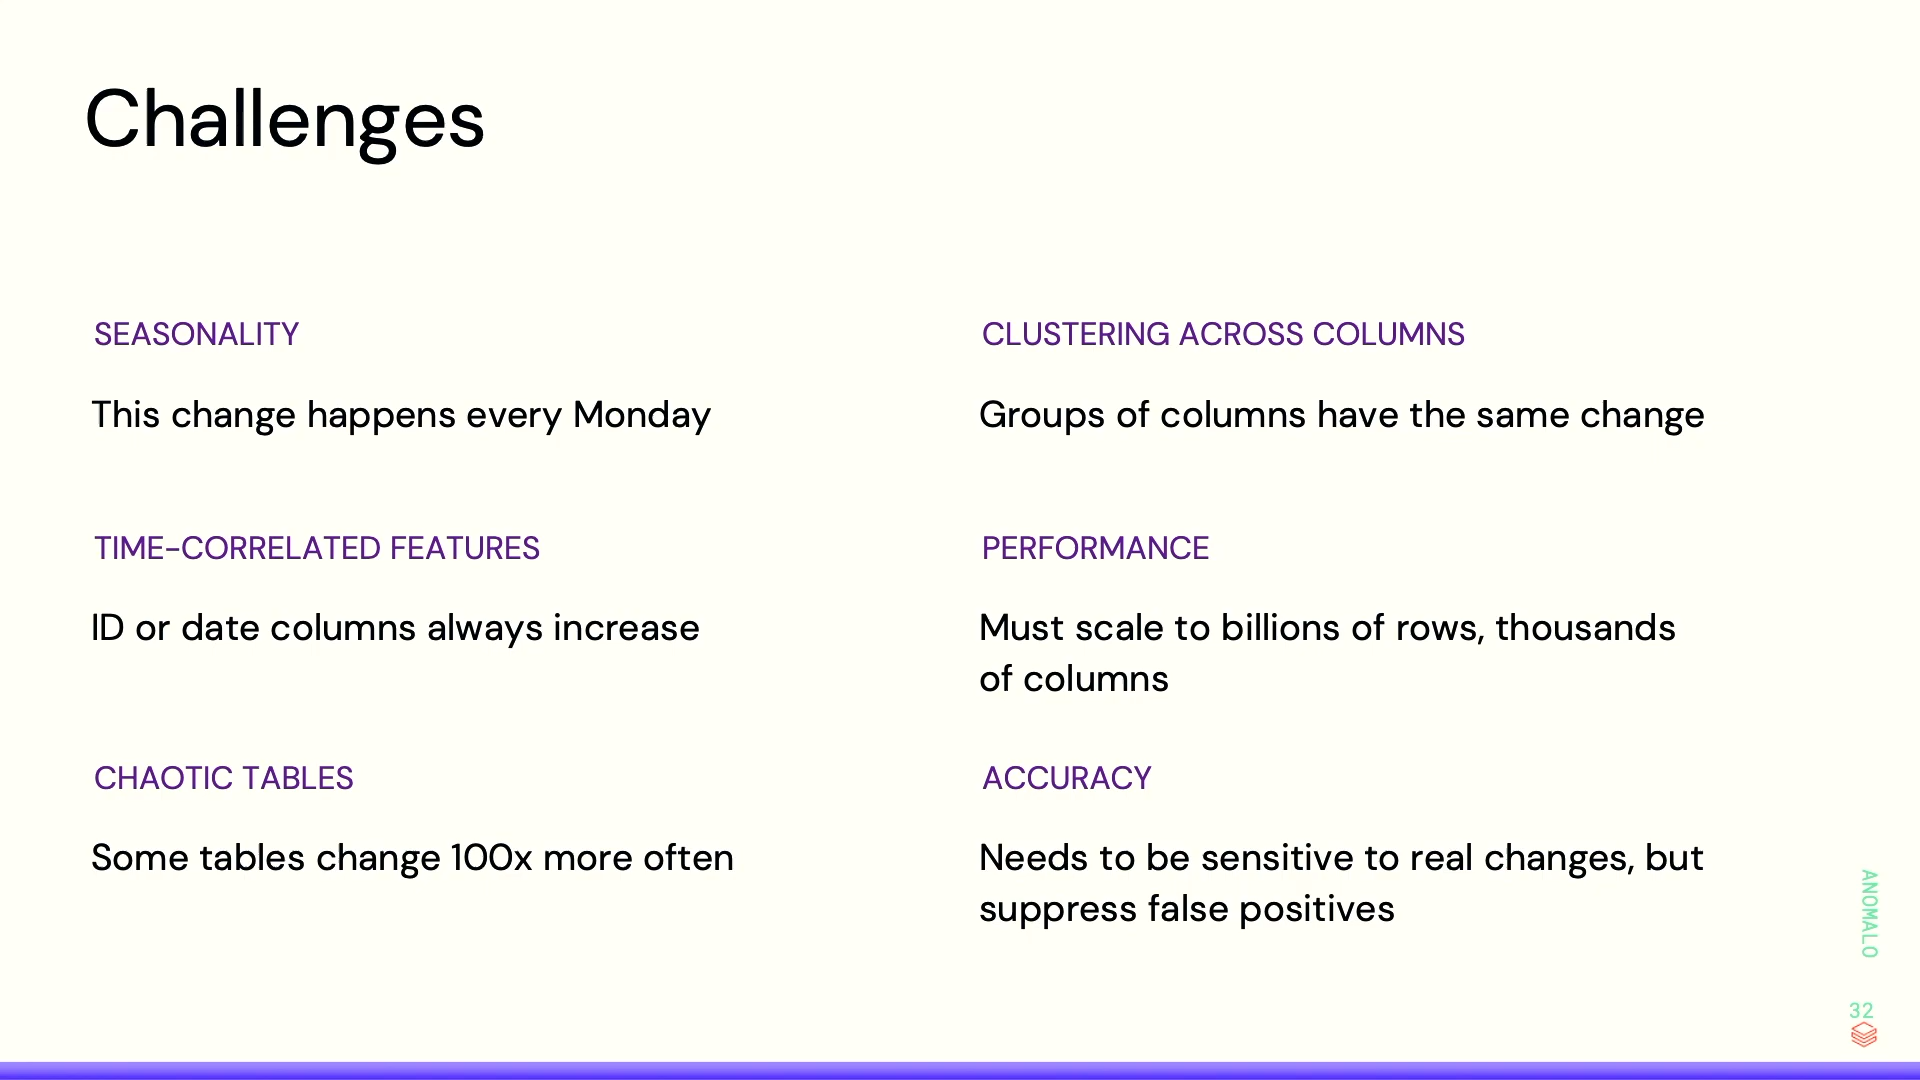 Challenges
SEASONALITY
This change happens every Monday
TIME-CORRELATED FEATURES
ID or date columns always increase
CHAOTIC TABLES
Some tables change 100x more often
CLUSTERING ACROSS COLUMNS
Groups of columns have the same change
PERFORMANCE
Must scale to billions of rows, thousands
of columns
ACCURACY
Needs to be sensitive to real changes, but
suppress false positives
ANOMALO
32